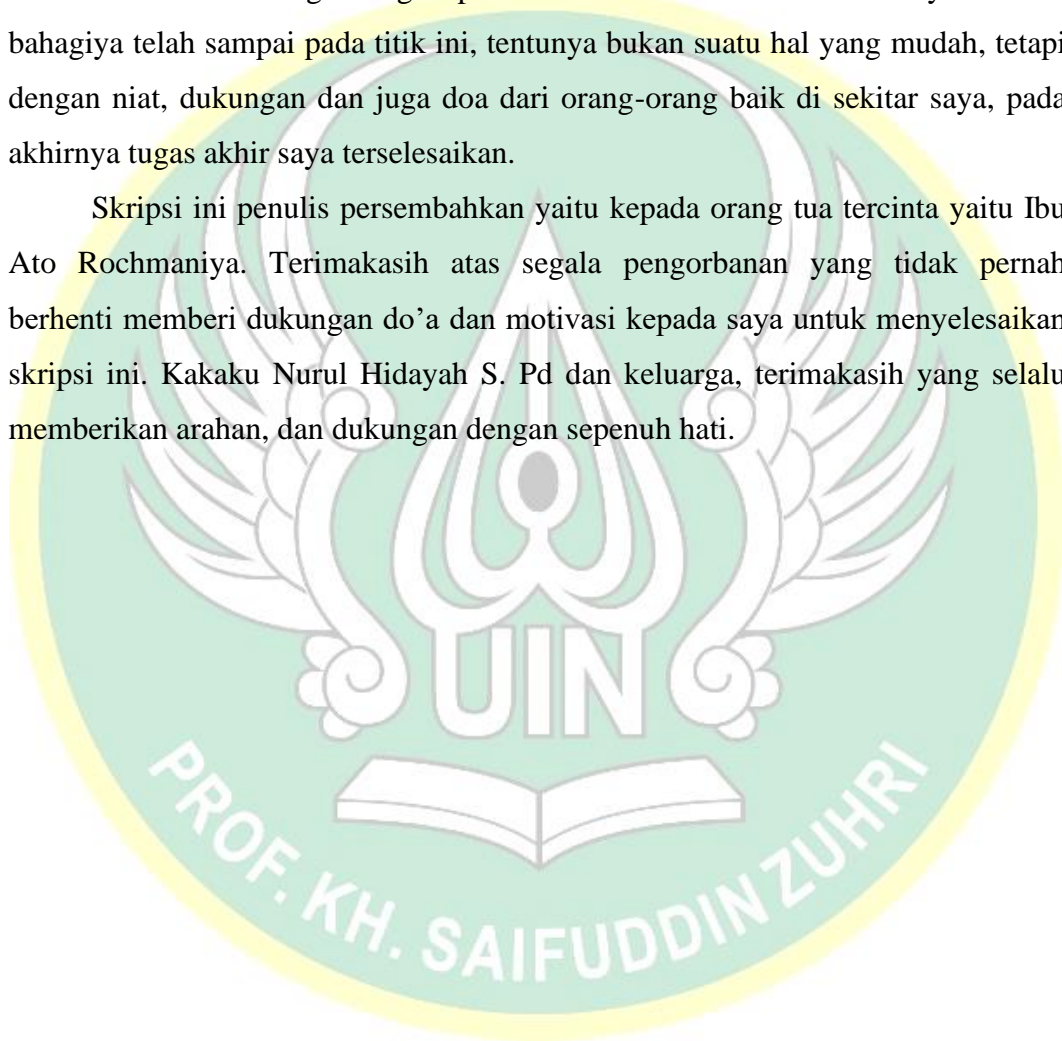 bahagiya telah sampai pada titik ini, tentunya bukan suatu hal yang mudah, tetapi
dengan niat, dukungan dan juga doa dari orang-orang baik di sekitar saya, pada
akhirnya tugas akhir saya terselesaikan.
Skripsi ini penulis persembahkan yaitu kepada orang tua tercinta yaitu Ibu
Ato Rochmaniya. Terimakasih atas segala pengorbanan yang tidak pernah
berhenti memberi dukungan do’a dan motivasi kepada saya untuk menyelesaikan
skripsi ini. Kakaku Nurul Hidayah S. Pd dan keluarga, terimakasih yang selalu
memberikan arahan, dan dukungan dengan sepenuh hati.
UIN
PROF. KH. SAIFUDDIN ZUHRI